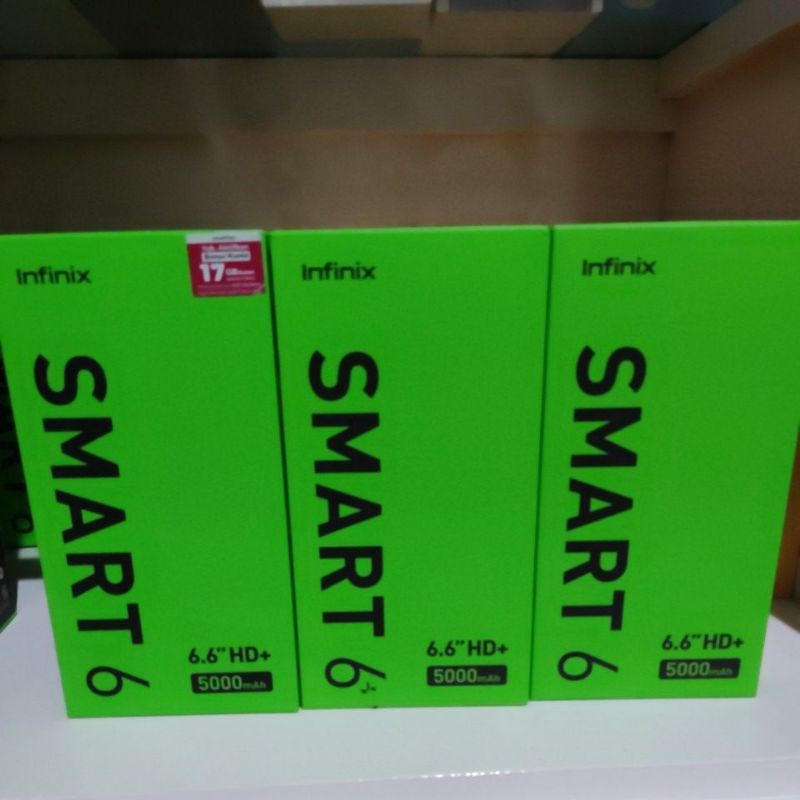 Infinix
17 GB
SMART 6
6.6" HD+
5000mAh
Infinix
SMART 6
6.6" HD+
5000mAh
Infinix
SMART 6
6.6" HD+
5000mAh